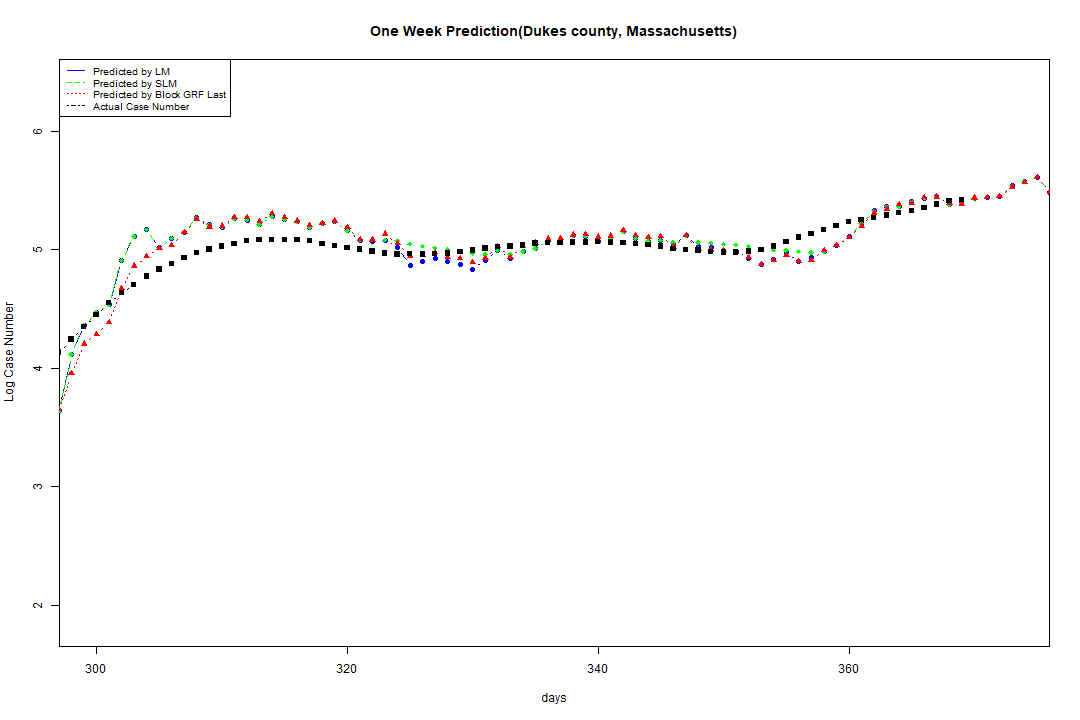 One Week Prediction(Dukes county, Massachusetts)
Predicted by LM
Predicted by SLM
Predicted by Block GRF Last
Actual Case Number
6
5
4
3
2
Log Case Number
300 320 340 360
days